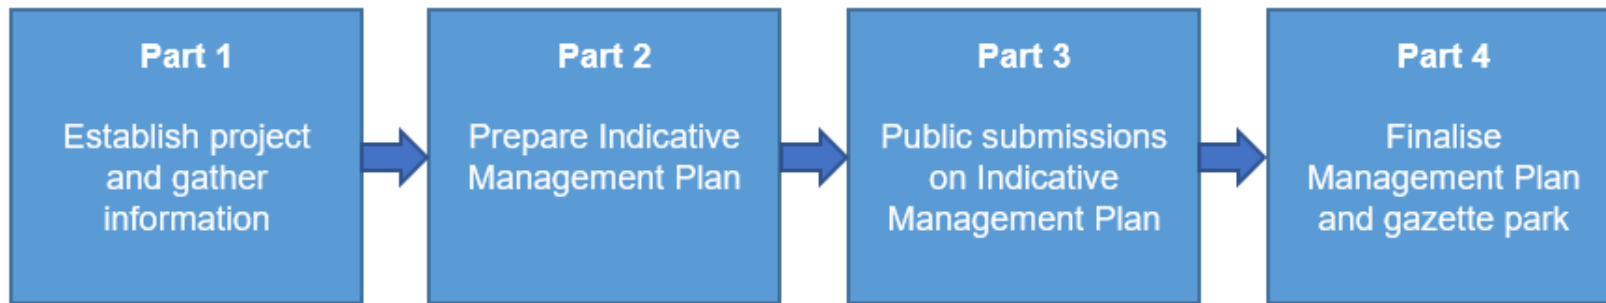 Part 1
Establish project
and gather
information
Part 2
Prepare Indicative
Management Plan
Part 3
Public submissions
on Indicative
Management Plan
Part 4
Finalise
Management Plan
and gazette park